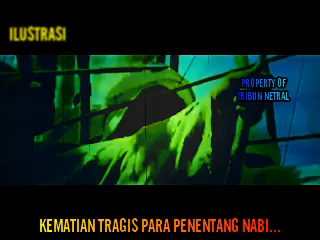 ILUSTRASI
PROPERTY OF
TRIBUN NETRAL
KEMATIAN TRAGIS PARA PENENTANG NABI...